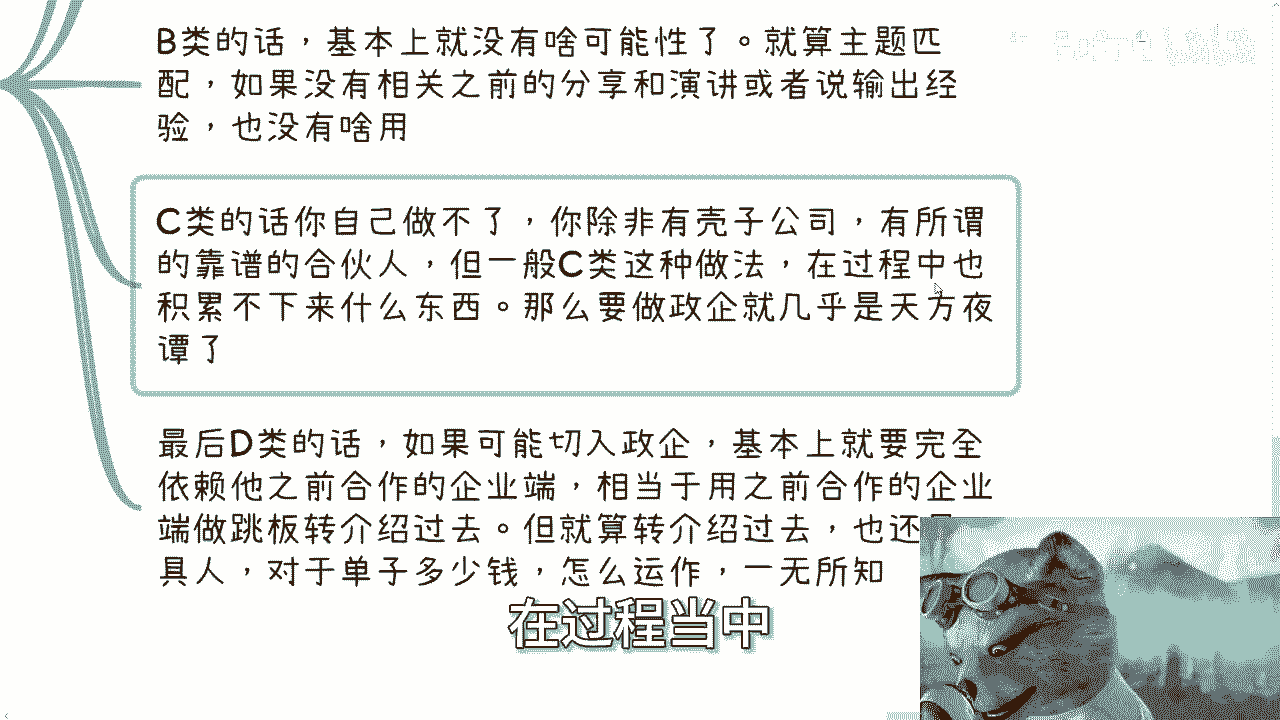 B类的话，基本上就没有啥可能性了。就算主题匹
配，如果没有相关之前的分享和演讲或者说输出经
验，也没有啥用
C类的话你自己做不了，你除非有壳子公司，有所谓
的靠谱的合伙人，但一般C类这种做法，在过程中也
积累不下来什么东西。那么要做政企就几乎是天方夜
谭了
最后D类的话，如果可能切入政企，基本上就要完全
依赖他之前合作的企业端，相当于用之前合作的企业
端做跳板转介绍过去。但就算转介绍过去，也还
具人，对于单子多少钱，怎么运作，一无所知
在过程当中